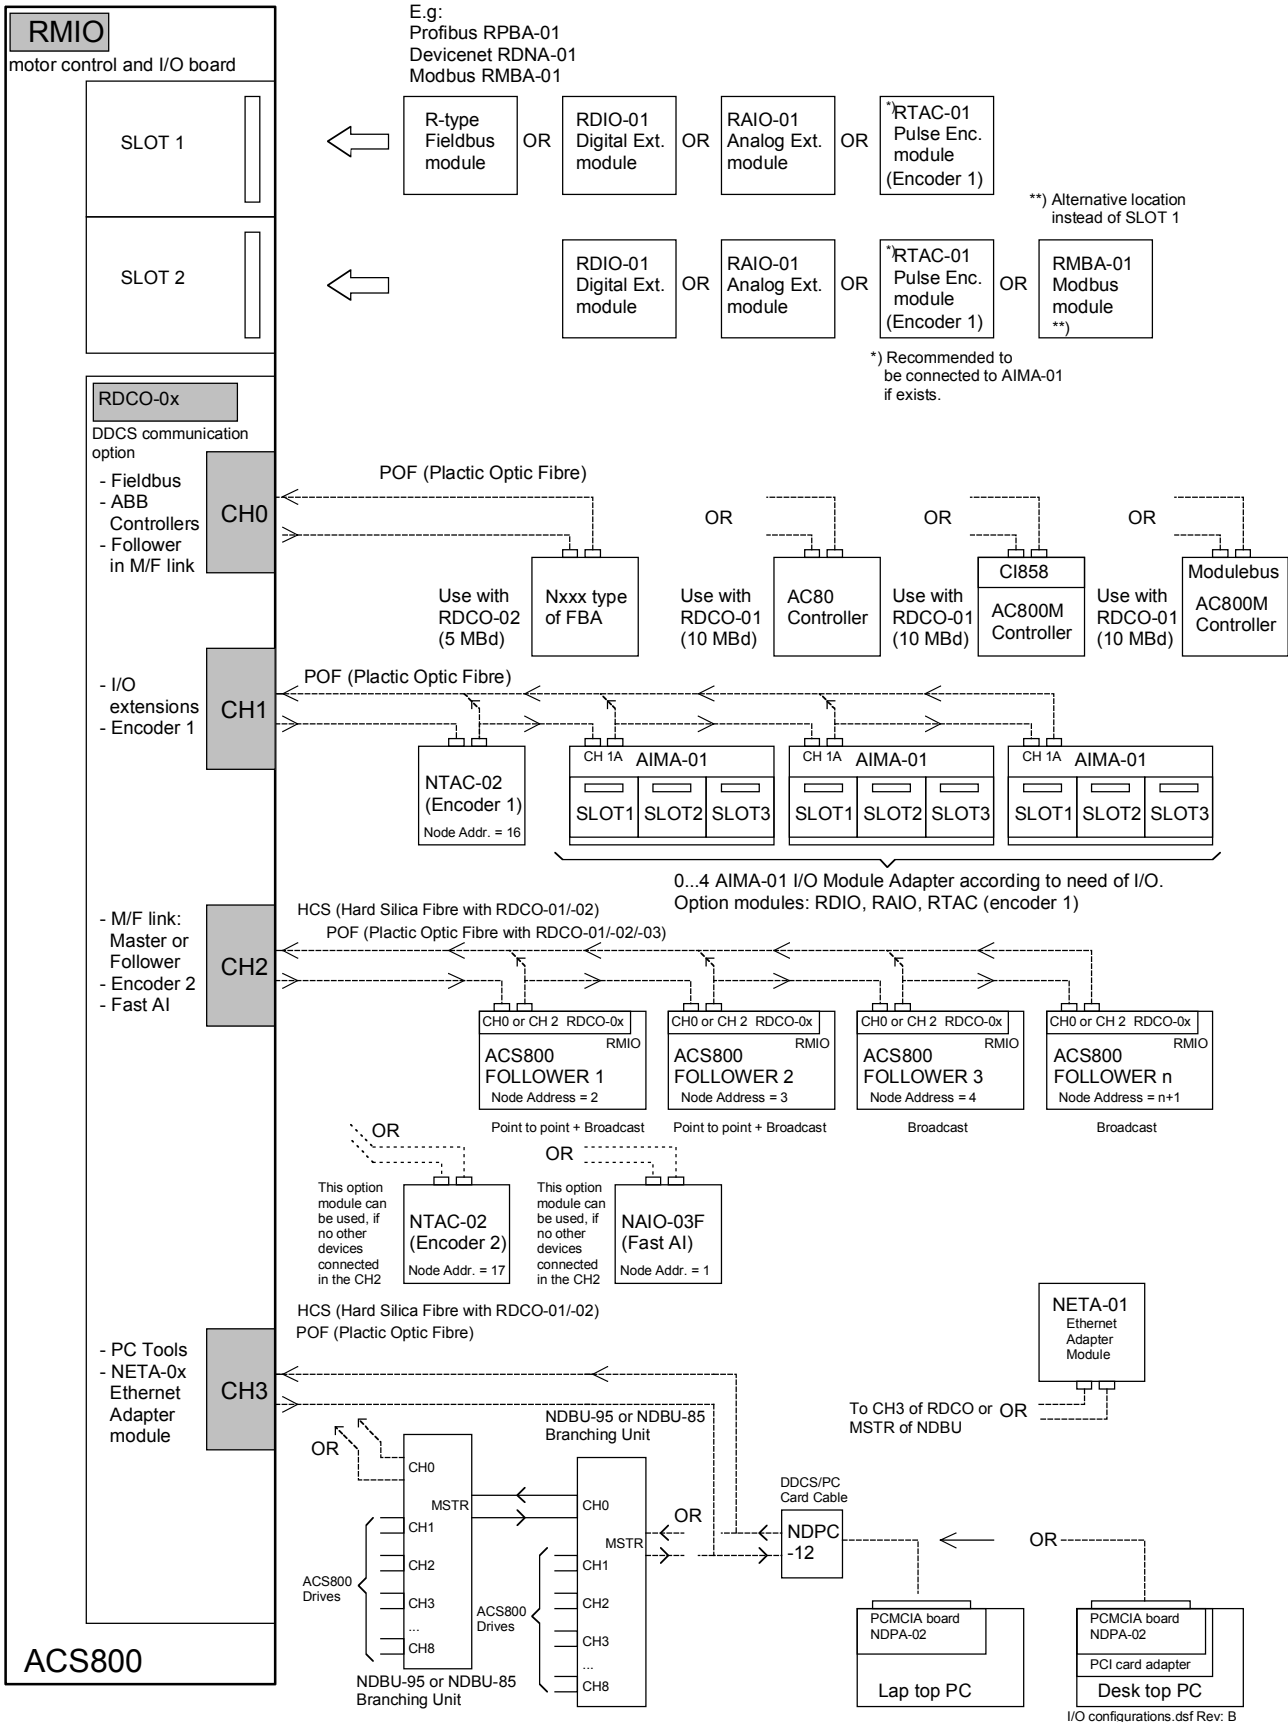 RMIO
motor control and I/O board
E.g:
Profibus RPBA-01
Devicenet RDNA-01
Modbus RMBA-01
SLOT 1
R-type
Fieldbus
module
OR
RDIO-01
Digital Ext.
module
OR
RAIO-01
Analog Ext.
module
OR
*)RTAC-01
Pulse Enc.
module
(Encoder 1)
**) Alternative location
instead of SLOT 1
SLOT 2
RDIO-01
Digital Ext.
module
OR
RAIO-01
Analog Ext.
module
OR
*)RTAC-01
Pulse Enc.
module
(Encoder 1)
OR
RMBA-01
Modbus
module
**)
*) Recommended to
be connected to AIMA-01
if exists.
RDCO-0x
DDCS communication
option
- Fieldbus
- ABB
Controllers
- Follower
in M/F link
CH0
POF (Plactic Optic Fibre)
Use with
RDCO-02
(5 MBd)
Nxxx type
of FBA
OR
Use with
RDCO-01
(10 MBd)
AC80
Controller
OR
Use with
RDCO-01
(10 MBd)
CI858
AC800M
Controller
OR
Use with
RDCO-01
(10 MBd)
Modulebus
AC800M
Controller
- I/O
extensions
- Encoder 1
CH1
POF (Plactic Optic Fibre)
NTAC-02
(Encoder 1)
Node Addr. = 16
CH 1A AIMA-01
SLOT1 SLOT2 SLOT3
CH 1A AIMA-01
SLOT1 SLOT2 SLOT3
CH 1A AIMA-01
SLOT1 SLOT2 SLOT3
0...4 AIMA-01 I/O Module Adapter according to need of I/O.
Option modules: RDIO, RAIO, RTAC (encoder 1)
- M/F link:
Master or
Follower
- Encoder 2
- Fast AI
CH2
HCS (Hard Silica Fibre with RDCO-01/-02)
POF (Plactic Optic Fibre with RDCO-01/-02/-03)
CH0 or CH 2 RDCO-0x
RMIO
ACS800
FOLLOWER 1
Node Address = 2
Point to point + Broadcast
CH0 or CH 2 RDCO-0x
RMIO
ACS800
FOLLOWER 2
Node Address = 3
Point to point + Broadcast
CH0 or CH 2 RDCO-0x
RMIO
ACS800
FOLLOWER 3
Node Address = 4
Broadcast
CH0 or CH 2 RDCO-0x
RMIO
ACS800
FOLLOWER n
Node Address = n+1
Broadcast
OR
This option
module can
be used, if
no other
devices
connected
in the CH2
NTAC-02
(Encoder 2)
Node Addr. = 17
OR
This option
module can
be used, if
no other
devices
connected
in the CH2
NAIO-03F
(Fast AI)
Node Addr. = 1
HCS (Hard Silica Fibre with RDCO-01/-02)
POF (Plactic Optic Fibre)
- PC Tools
- NETA-0x
Ethernet
Adapter
module
CH3
NETA-01
Ethernet
Adapter
Module
To CH3 of RDCO or
MSTR of NDBU
OR
NDBU-95 or NDBU-85
Branching Unit
OR
CH0
MSTR
CH1
CH2
CH3
...
CH8
ACS800
Drives
NDBU-95 or NDBU-85
Branching Unit
CH0
MSTR
CH1
CH2
CH3
...
CH8
ACS800
Drives
OR
DDCS/PC
Card Cable
NDPC
-12
OR
PCMCIA board
NDPA-02
Lap top PC
PCMCIA board
NDPA-02
PCI card adapter
Desk top PC
ACS800
I/O configurations.dsf Rev: B